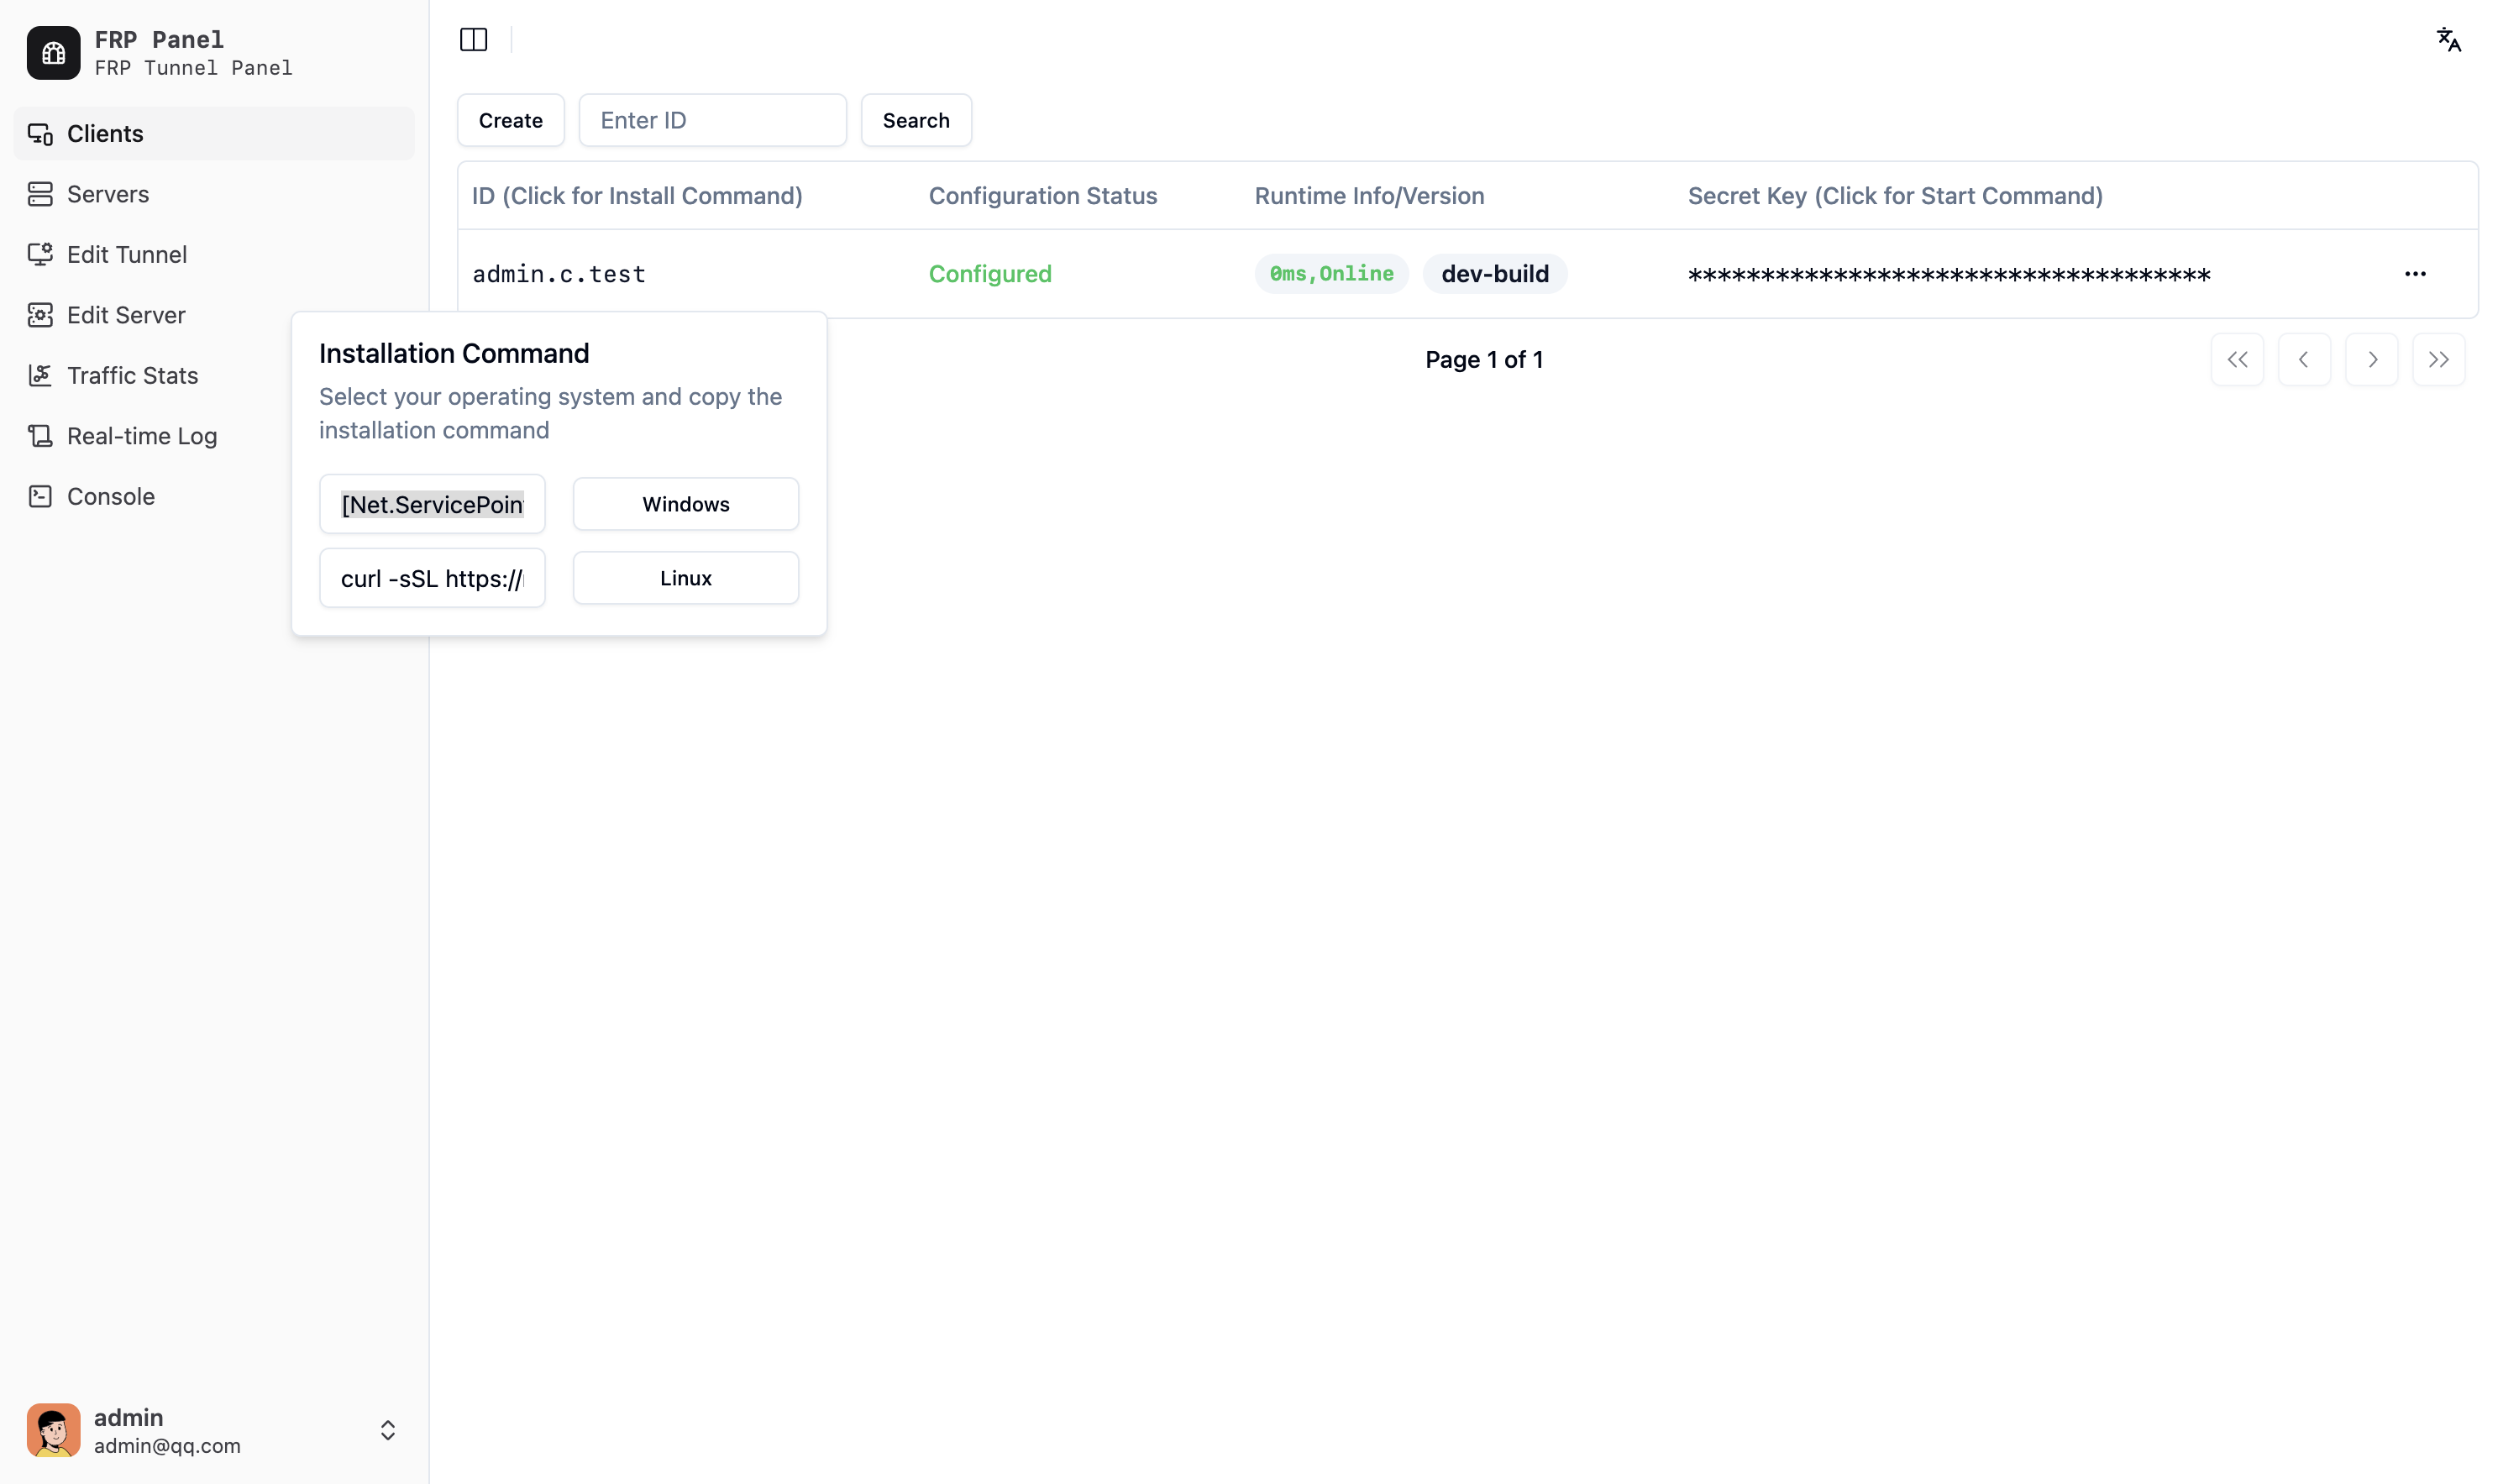 FRP Panel
FRP Tunnel Panel
Clients
Servers
Edit Tunnel
Edit Server
Traffic Stats
Real-time Log
Console
Create
Enter ID
Search
ID (Click for Install Command)
Configuration Status
Runtime Info/Version
Secret Key (Click for Start Command)
admin.c.test
Configured
0ms,Online
dev-build
************************************
Page 1 of 1
Installation Command
Select your operating system and copy the
installation command
[Net.ServicePoin
Windows
curl -sSL https://
Linux
admin
admin@qq.com